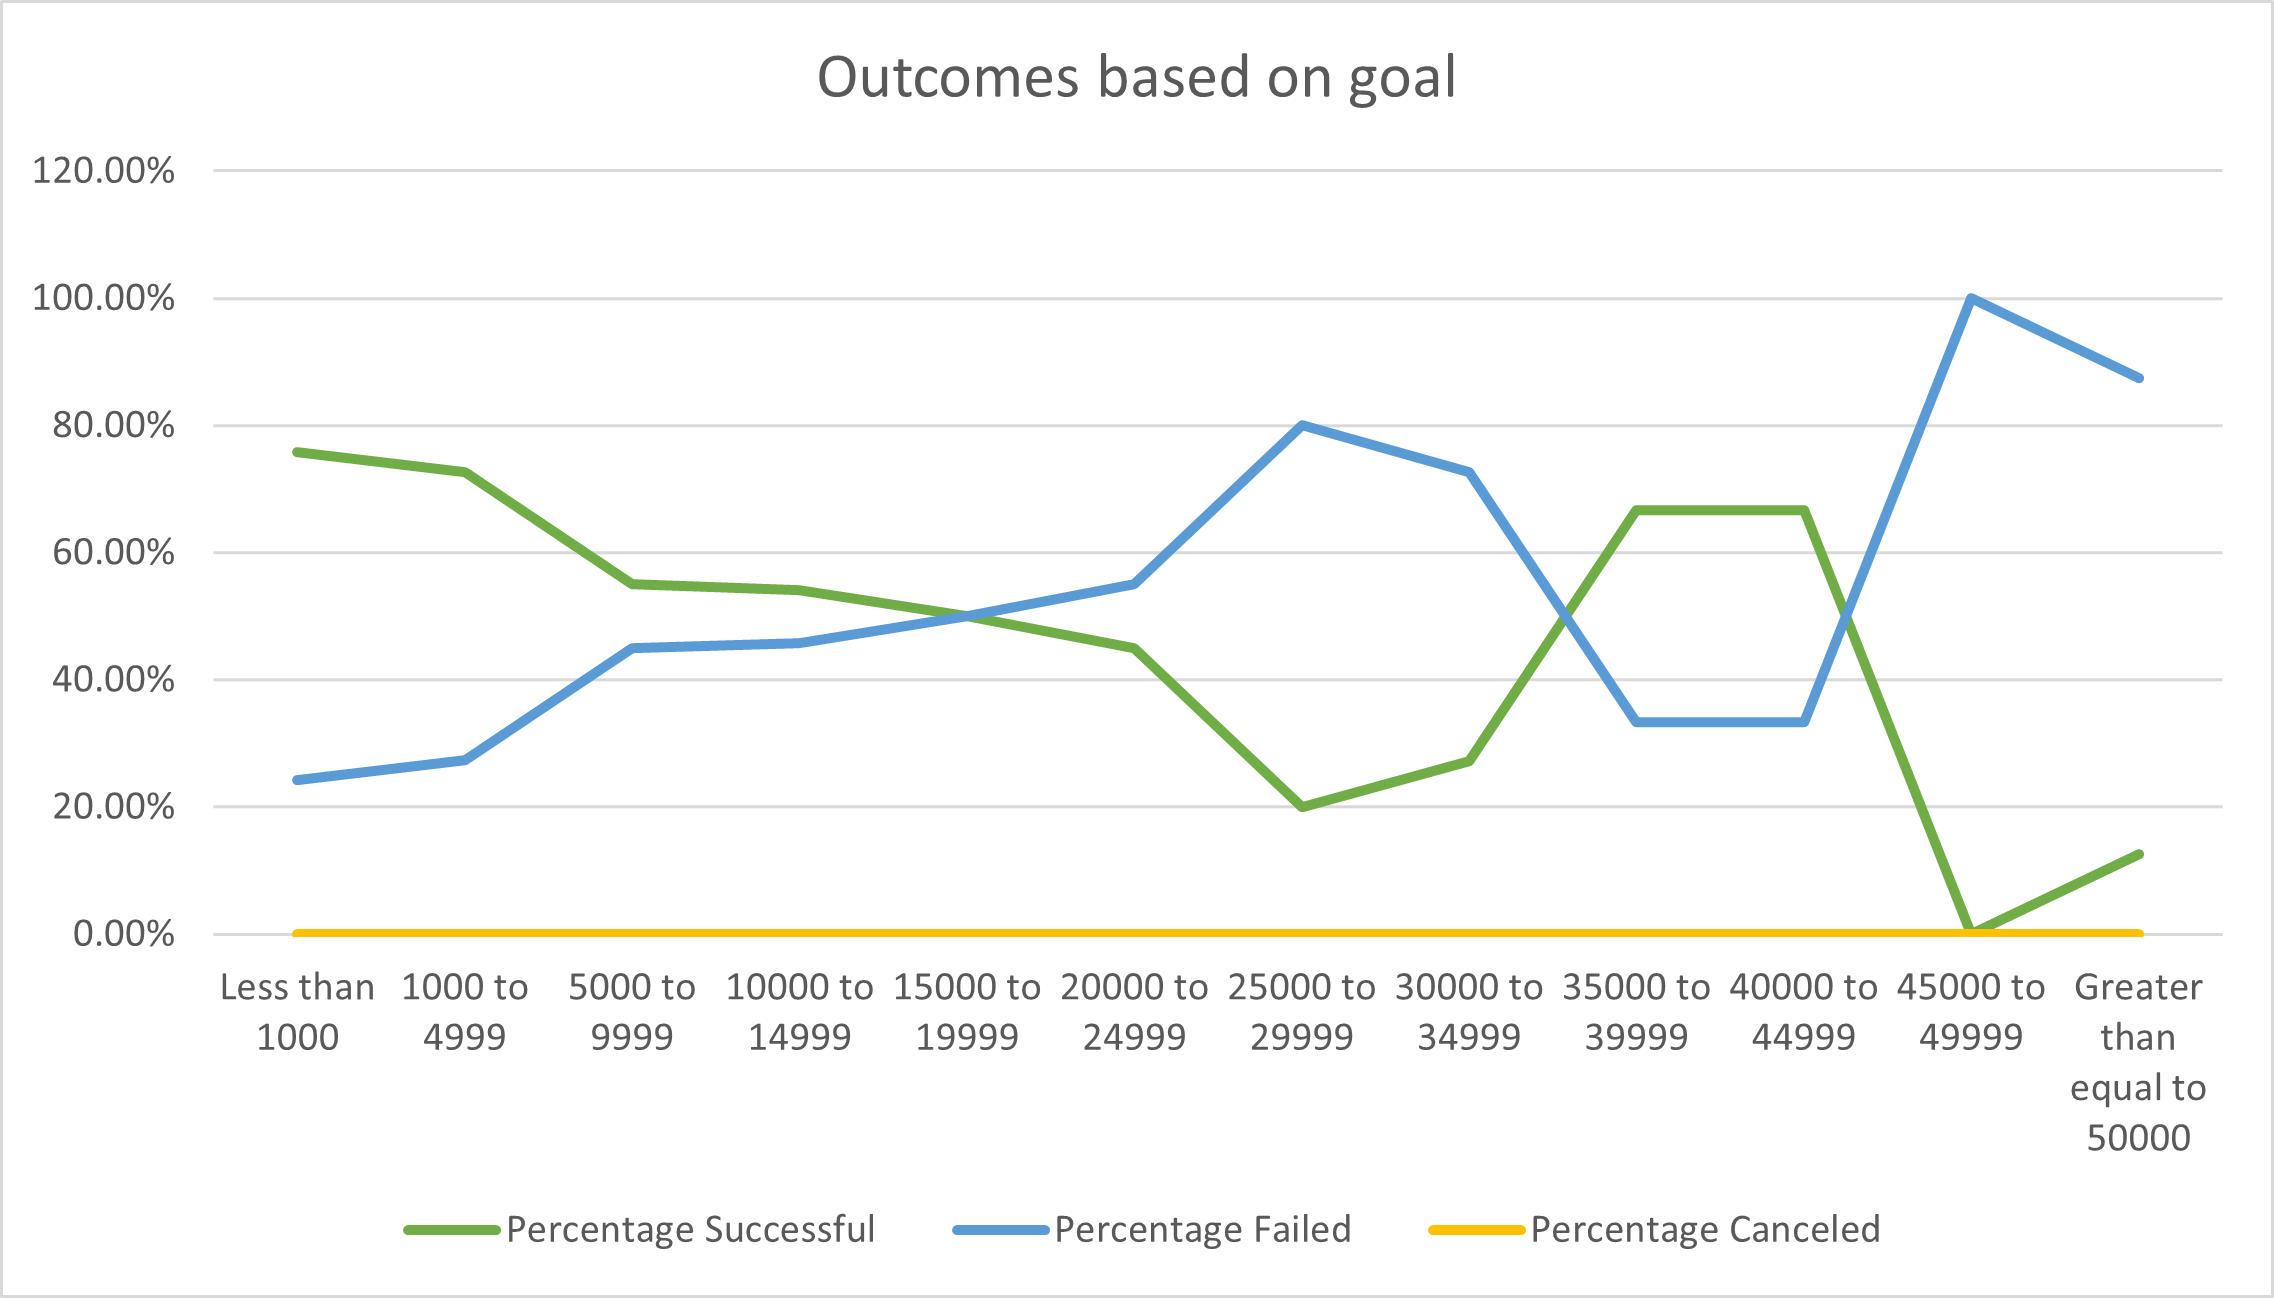 Outcomes based on goal
120.00%
100.00%
80.00%
60.00%
40.00%
20.00%
0.00%
Less than
1000
1000 to
4999
5000 to
9999
10000 to
14999
15000 to
19999
20000 to
24999
25000 to
29999
30000 to
34999
35000 to
39999
40000 to
44999
45000 to
49999
Greater
than
equal to
50000
Percentage Successful
Percentage Failed
Percentage Canceled